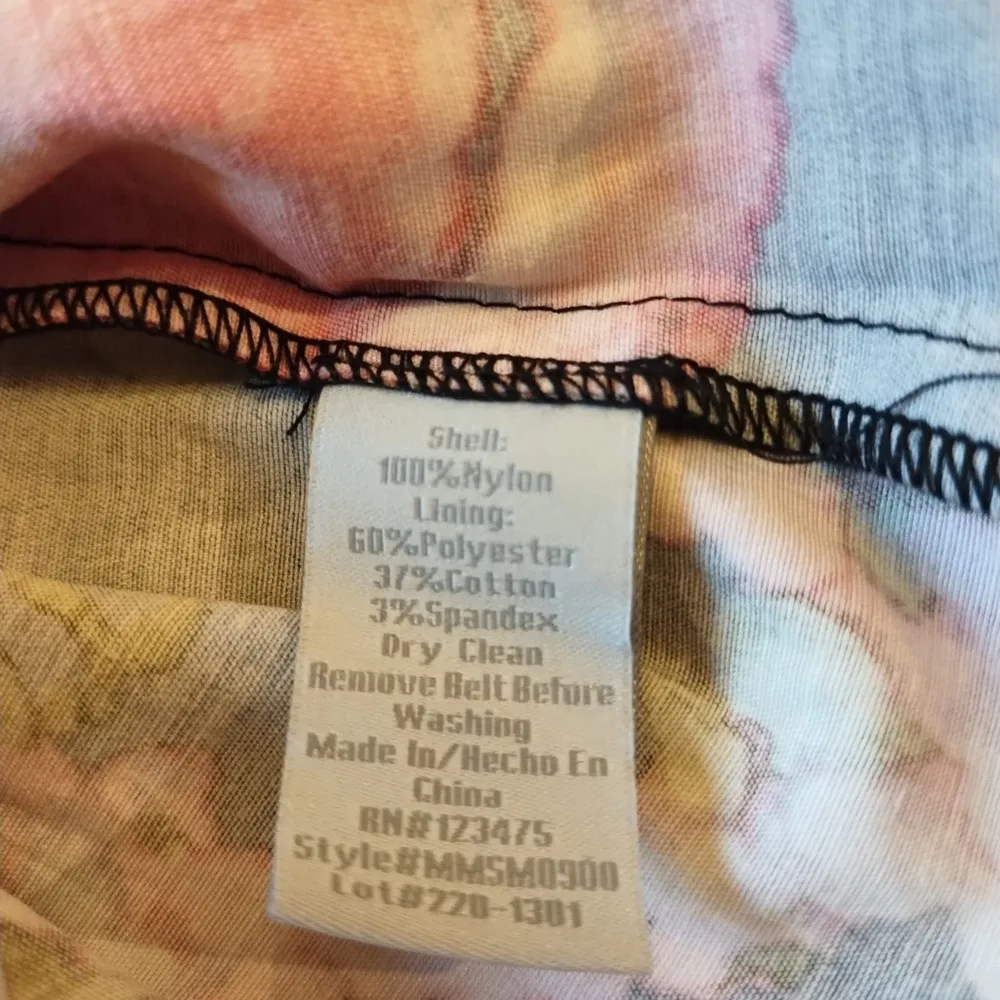 Shell:
100%Nylon
Lining:
60%Polyester
37%Cotton
3%Spandex
Dry Clean
Remove Belt Before
Washing
Made In/Hecho En
China
RN#123475
Style#MMSM0900
Lot#220-1301